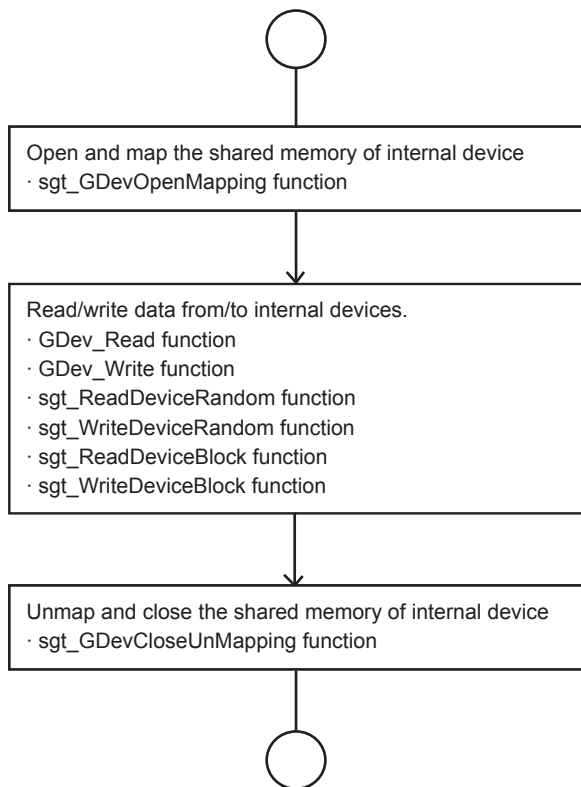 Open and map the shared memory of internal device
· sgt_GDevOpenMapping function
Read/write data from/to internal devices.
· GDev_Read function
· GDev_Write function
· sgt_ReadDeviceRandom function
· sgt_WriteDeviceRandom function
· sgt_ReadDeviceBlock function
· sgt_WriteDeviceBlock function
Unmap and close the shared memory of internal device
· sgt_GDevCloseUnMapping function